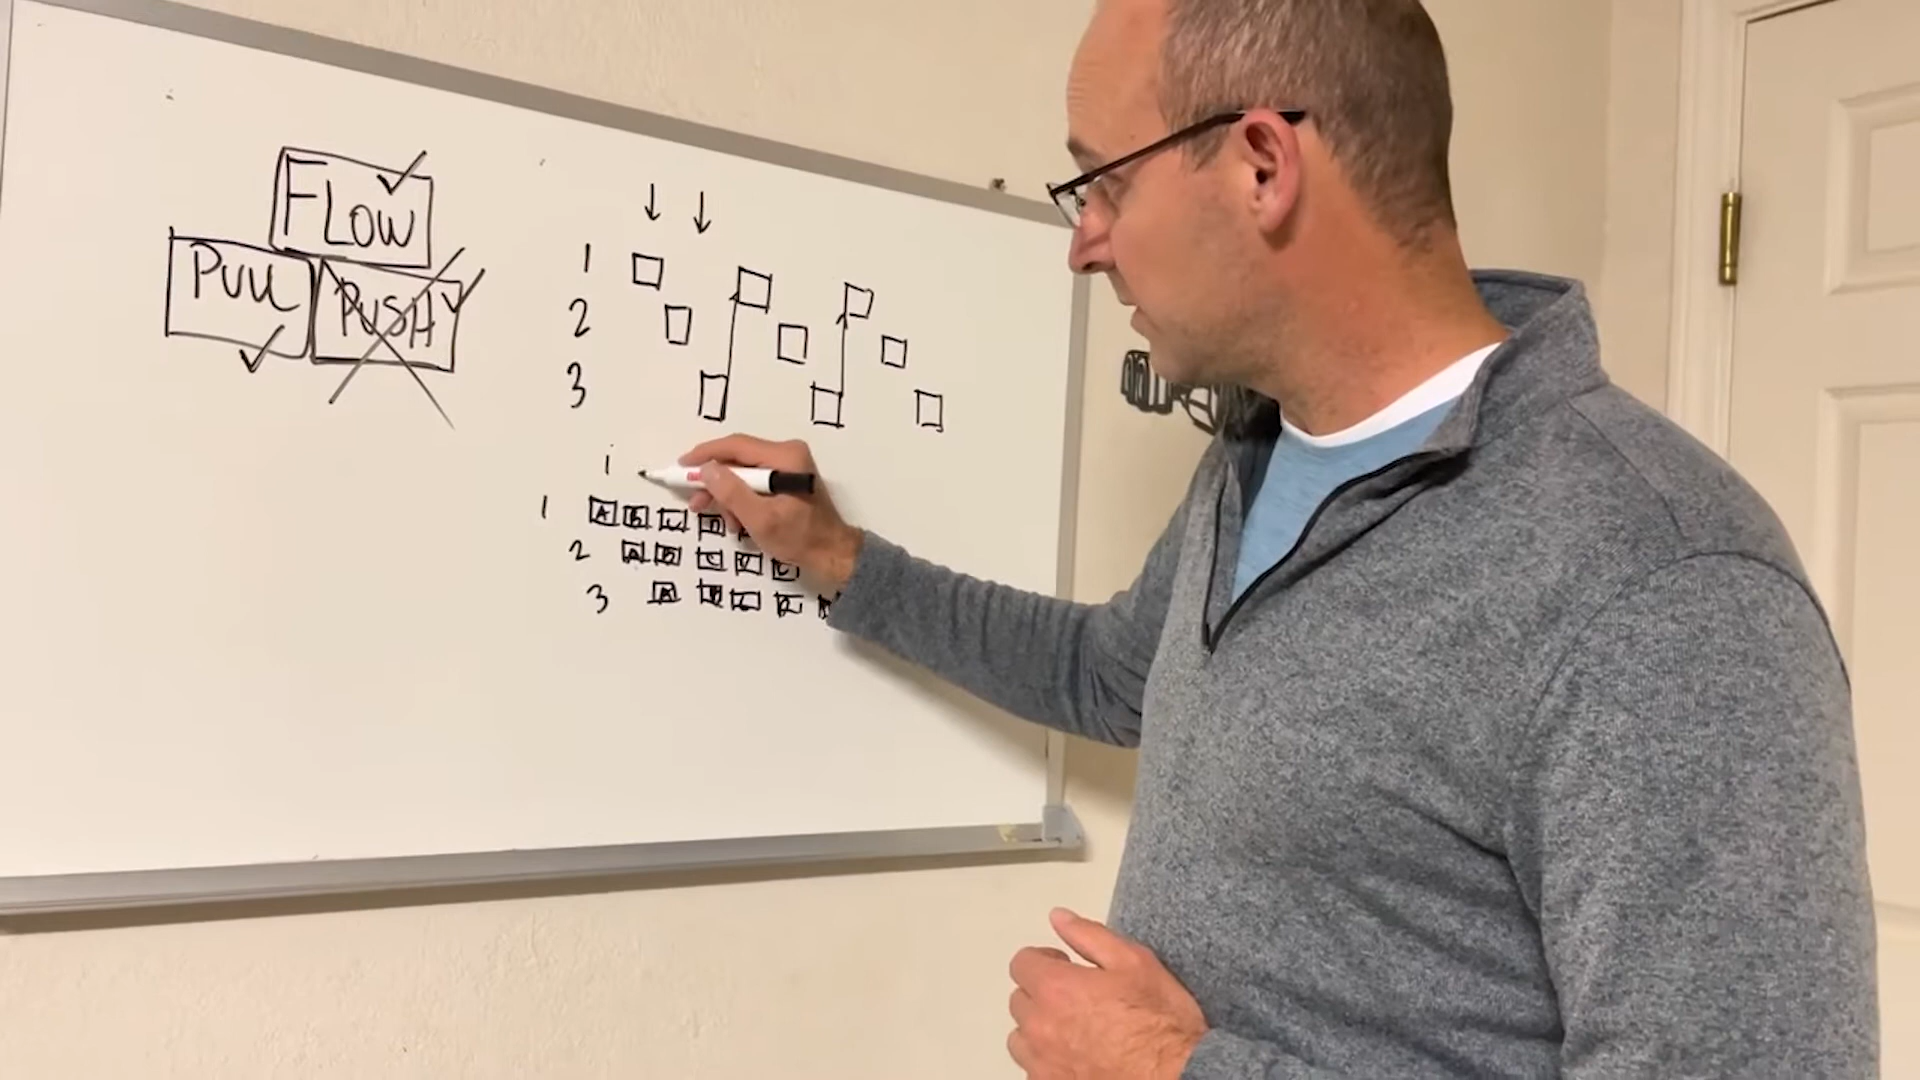 FLOW
PULL PUSH
1
2
3
1
1 A B C D
2 A B C D E
3 A B C D